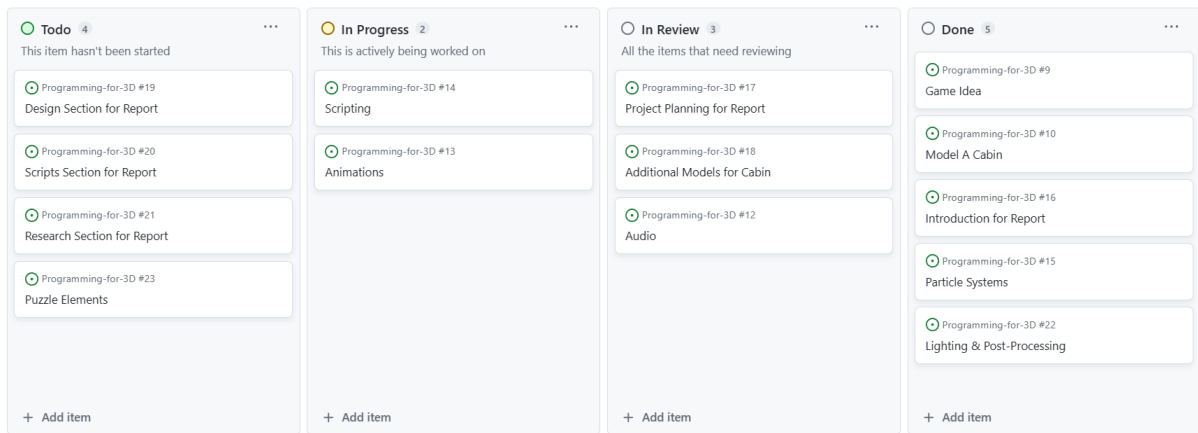 Todo 4
This item hasn't been started
Programming-for-3D #19
Design Section for Report
Programming-for-3D #20
Scripts Section for Report
Programming-for-3D #21
Research Section for Report
Programming-for-3D #23
Puzzle Elements
+ Add item
In Progress 2
This is actively being worked on
Programming-for-3D #14
Scripting
Programming-for-3D #13
Animations
+ Add item
In Review 3
All the items that need reviewing
Programming-for-3D #17
Project Planning for Report
Programming-for-3D #18
Additional Models for Cabin
Programming-for-3D #12
Audio
+ Add item
Done 5
Programming-for-3D #9
Game Idea
Programming-for-3D #10
Model A Cabin
Programming-for-3D #16
Introduction for Report
Programming-for-3D #15
Particle Systems
Programming-for-3D #22
Lighting & Post-Processing
+ Add item